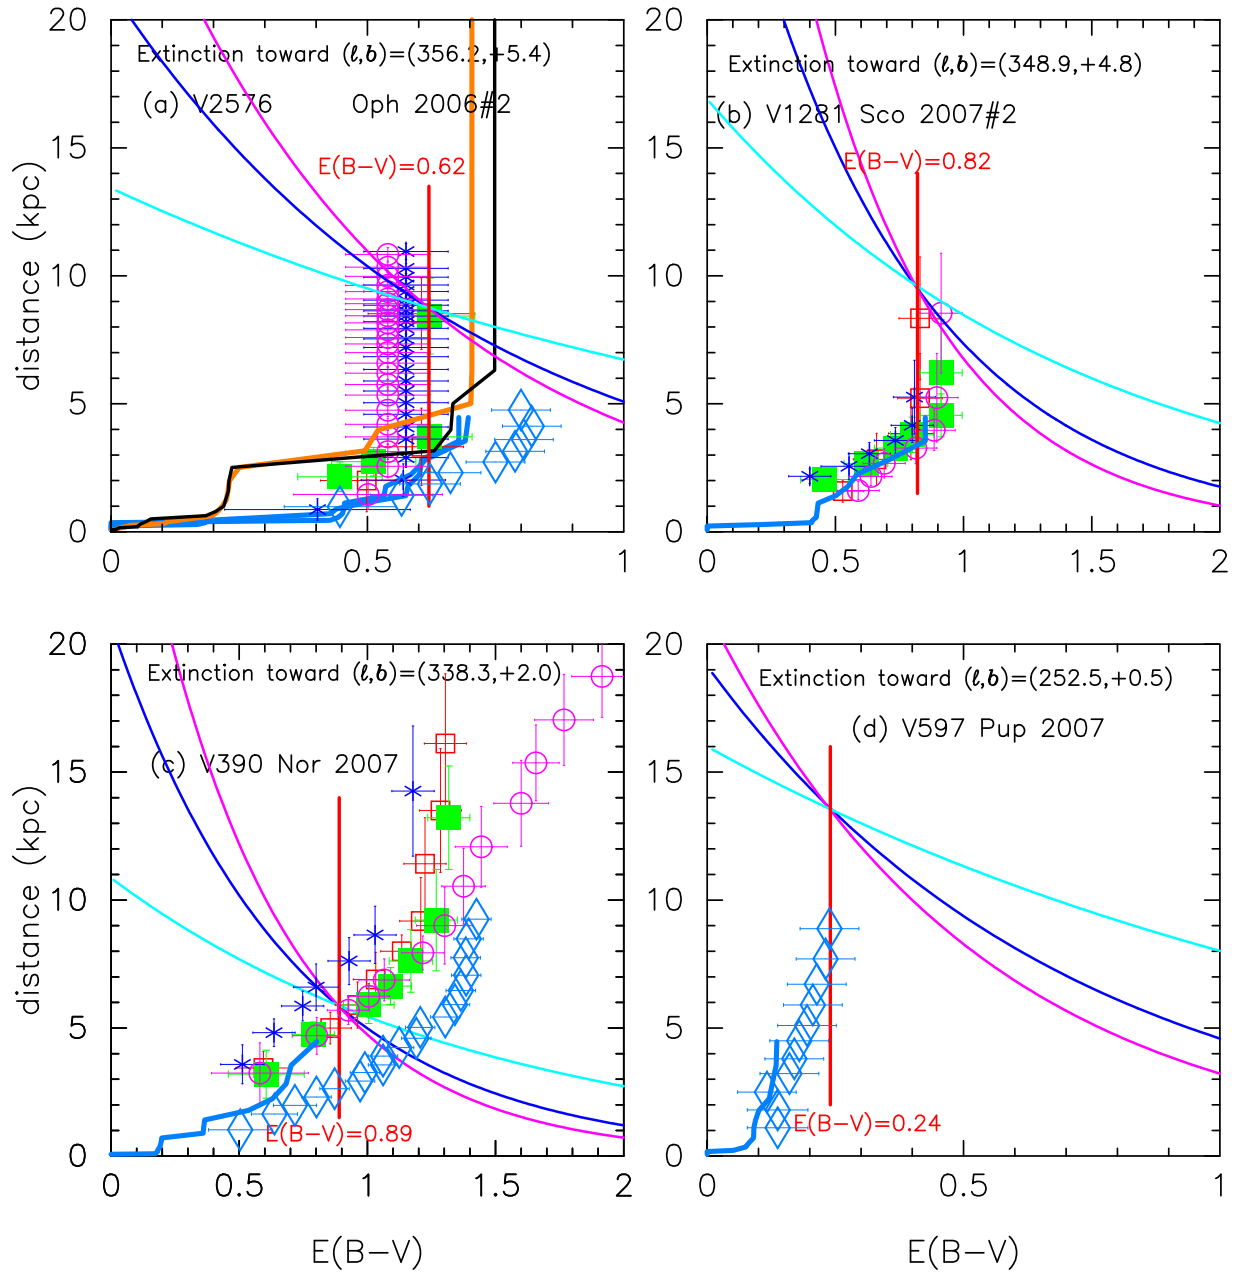 20
Extinction toward (ℓ,b)=(356.2,+5.4)
(a) V2576 Oph 2006#2
E(B−V)=0.62
15
10
5
0
distance (kpc)
0 0.5 1
Extinction toward (ℓ,b)=(348.9,+4.8)
(b) V1281 Sco 2007#2
E(B−V)=0.82
20
15
10
5
0
0 0.5 1 1.5 2
20
Extinction toward (ℓ,b)=(338.3,+2.0)
(c) V390 Nor 2007
15
10
5
0
distance (kpc)
E(B−V)=0.89
0 0.5 1 1.5 2
E(B−V)
20
Extinction toward (ℓ,b)=(252.5,+0.5)
(d) V597 Pup 2007
15
10
5
0
E(B−V)=0.24
0 0.5 1
E(B−V)